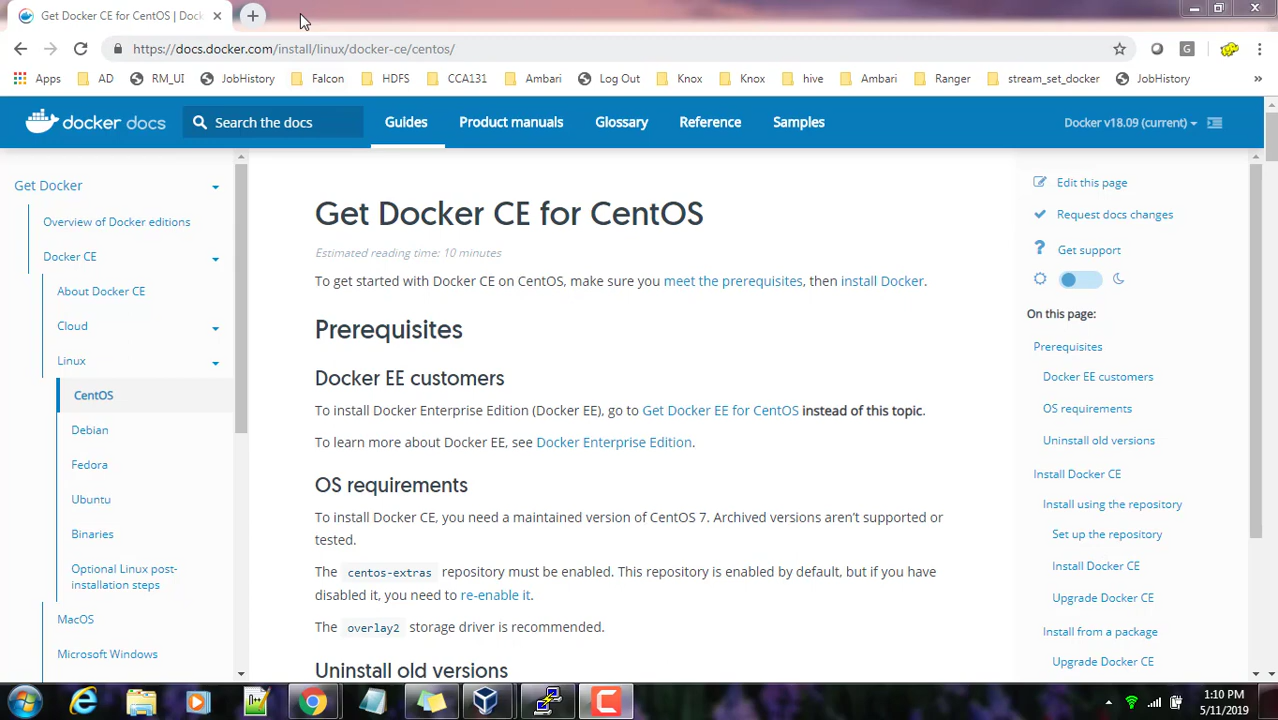 Get Docker CE for CentOS | Dock
https://docs.docker.com/install/linux/docker-ce/centos/
Apps AD RM_UI JobHistory Falcon HDFS CCA131 Ambari Log Out Knox Knox hive Ambari Ranger stream_set_docker JobHistory »
docker docs Search the docs Guides Product manuals Glossary Reference Samples Docker v18.09 (current)
Get Docker
Overview of Docker editions
Docker CE
About Docker CE
Cloud
Linux
CentOS
Debian
Fedora
Ubuntu
Binaries
Optional Linux post-
installation steps
MacOS
Microsoft Windows
Get Docker CE for CentOS
Estimated reading time: 10 minutes
To get started with Docker CE on CentOS, make sure you meet the prerequisites, then install Docker.
Prerequisites
Docker EE customers
To install Docker Enterprise Edition (Docker EE), go to Get Docker EE for CentOS instead of this topic.
To learn more about Docker EE, see Docker Enterprise Edition.
OS requirements
To install Docker CE, you need a maintained version of CentOS 7. Archived versions aren't supported or
tested.
The centos-extras repository must be enabled. This repository is enabled by default, but if you have
disabled it, you need to re-enable it.
The overlay2 storage driver is recommended.
Uninstall old versions
Edit this page
Request docs changes
Get support
On this page:
Prerequisites
Docker EE customers
OS requirements
Uninstall old versions
Install Docker CE
Install using the repository
Set up the repository
Install Docker CE
Upgrade Docker CE
Install from a package
Upgrade Docker CE
1:10 PM
5/11/2019